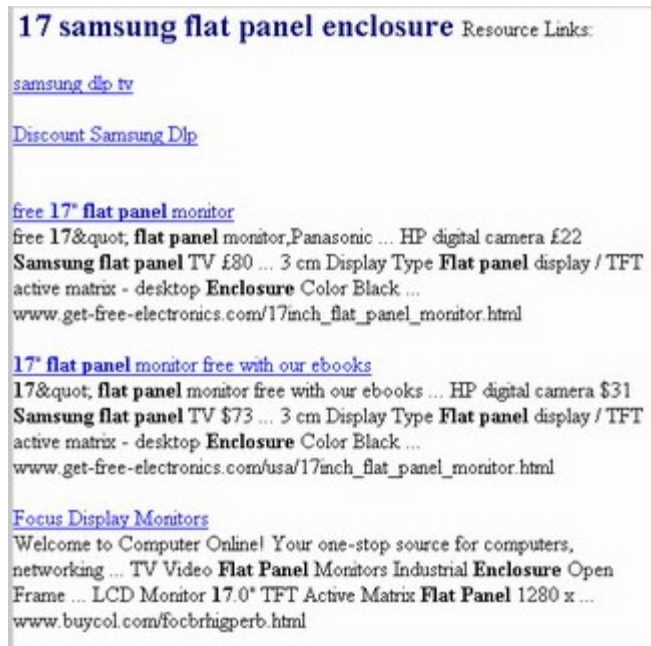 17 samsung flat panel enclosure Resource Links:
samsung dlp tv
Discount Samsung Dlp
free 17" flat panel monitor
free 17&quot; flat panel monitor,Panasonic ... HP digital camera £22
Samsung flat panel TV £80 ... 3 cm Display Type Flat panel display / TFT
active matrix - desktop Enclosure Color Black ...
www.get-free-electronics.com/17inch_flat_panel_monitor.html
17" flat panel monitor free with our ebooks
17&quot; flat panel monitor free with our ebooks ... HP digital camera $31
Samsung flat panel TV $73 ... 3 cm Display Type Flat panel display / TFT
active matrix - desktop Enclosure Color Black ...
www.get-free-electronics.com/usa/17inch_flat_panel_monitor.html
Focus Display Monitors
Welcome to Computer Online! Your one-stop source for computers,
networking ... TV Video Flat Panel Monitors Industrial Enclosure Open
Frame ... LCD Monitor 17.0" TFT Active Matrix Flat Panel 1280 x ...
www.buycol.com/focbrhigperb.html